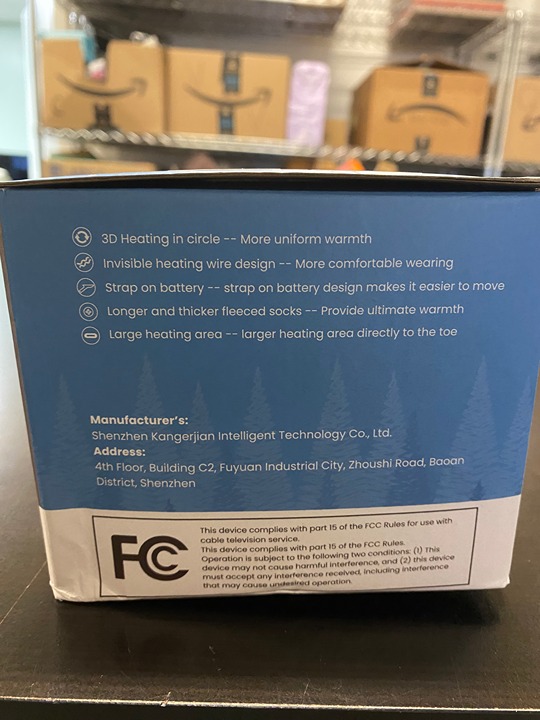 3D Heating in circle -- More uniform warmth
Invisible heating wire design -- More comfortable wearing
Strap on battery -- strap on battery design makes it easier to move
Longer and thicker fleeced socks -- Provide ultimate warmth
Large heating area -- larger heating area directly to the toe
Manufacturer's:
Shenzhen Kangerjian Intelligent Technology Co., Ltd.
Address:
4th Floor, Building C2, Fuyuan Industrial City, Zhoushi Road, Baoan
District, Shenzhen
FCC
This device complies with part 15 of the FCC Rules for use with
cable television service.
This device complies with part 15 of the FCC Rules.
Operation is subject to the following two conditions: (1) This
device may not cause harmful interference, and (2) this device
must accept any interference received, including interference
that may cause undesired operation.